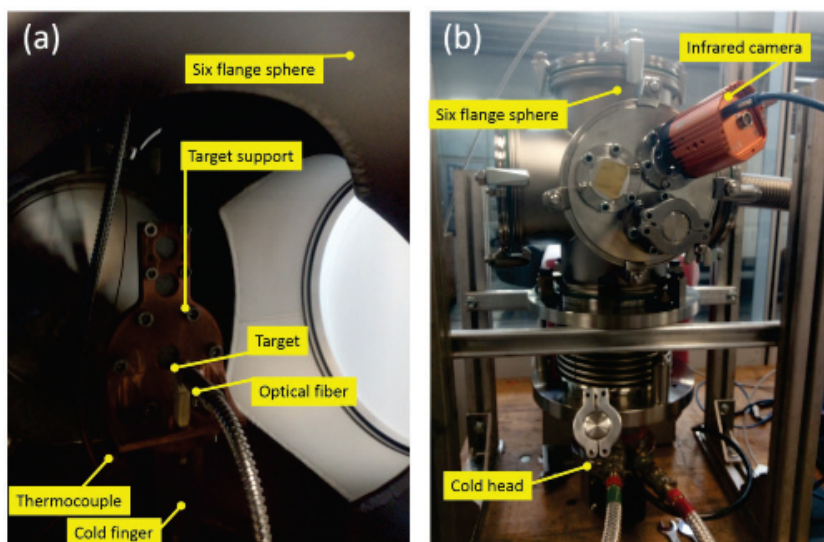 (a)
Six flange sphere
Target support
Target
Optical fiber
Thermocouple
Cold finger
(b)
Infrared camera
Six flange sphere
Cold head